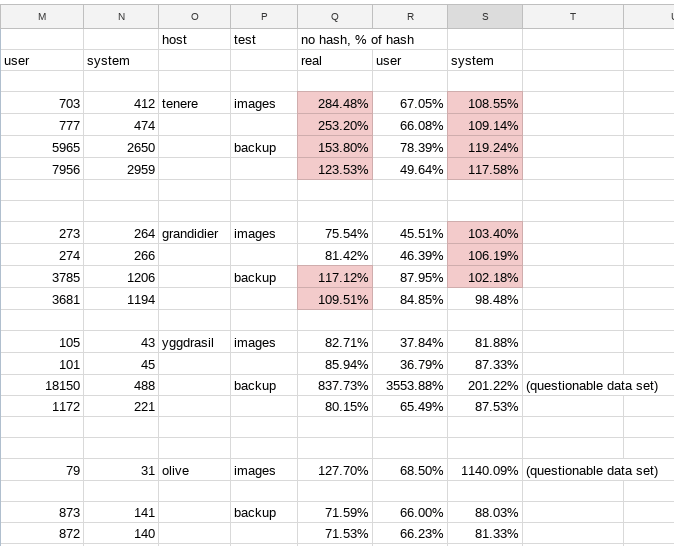 M N O P Q R S T
host test no hash, % of hash
user system real user system
703 412 tenere images 284.48% 67.05% 108.55%
777 474 253.20% 66.08% 109.14%
5965 2650 backup 153.80% 78.39% 119.24%
7956 2959 123.53% 49.64% 117.58%
273 264 grandidier images 75.54% 45.51% 103.40%
274 266 81.42% 46.39% 106.19%
3785 1206 backup 117.12% 87.95% 102.18%
3681 1194 109.51% 84.85% 98.48%
105 43 yggdrasil images 82.71% 37.84% 81.88%
101 45 85.94% 36.79% 87.33%
18150 488 backup 837.73% 3553.88% 201.22% (questionable data set)
1172 221 80.15% 65.49% 87.53%
79 31 olive images 127.70% 68.50% 1140.09% (questionable data set)
873 141 backup 71.59% 66.00% 88.03%
872 140 71.53% 66.23% 81.33%